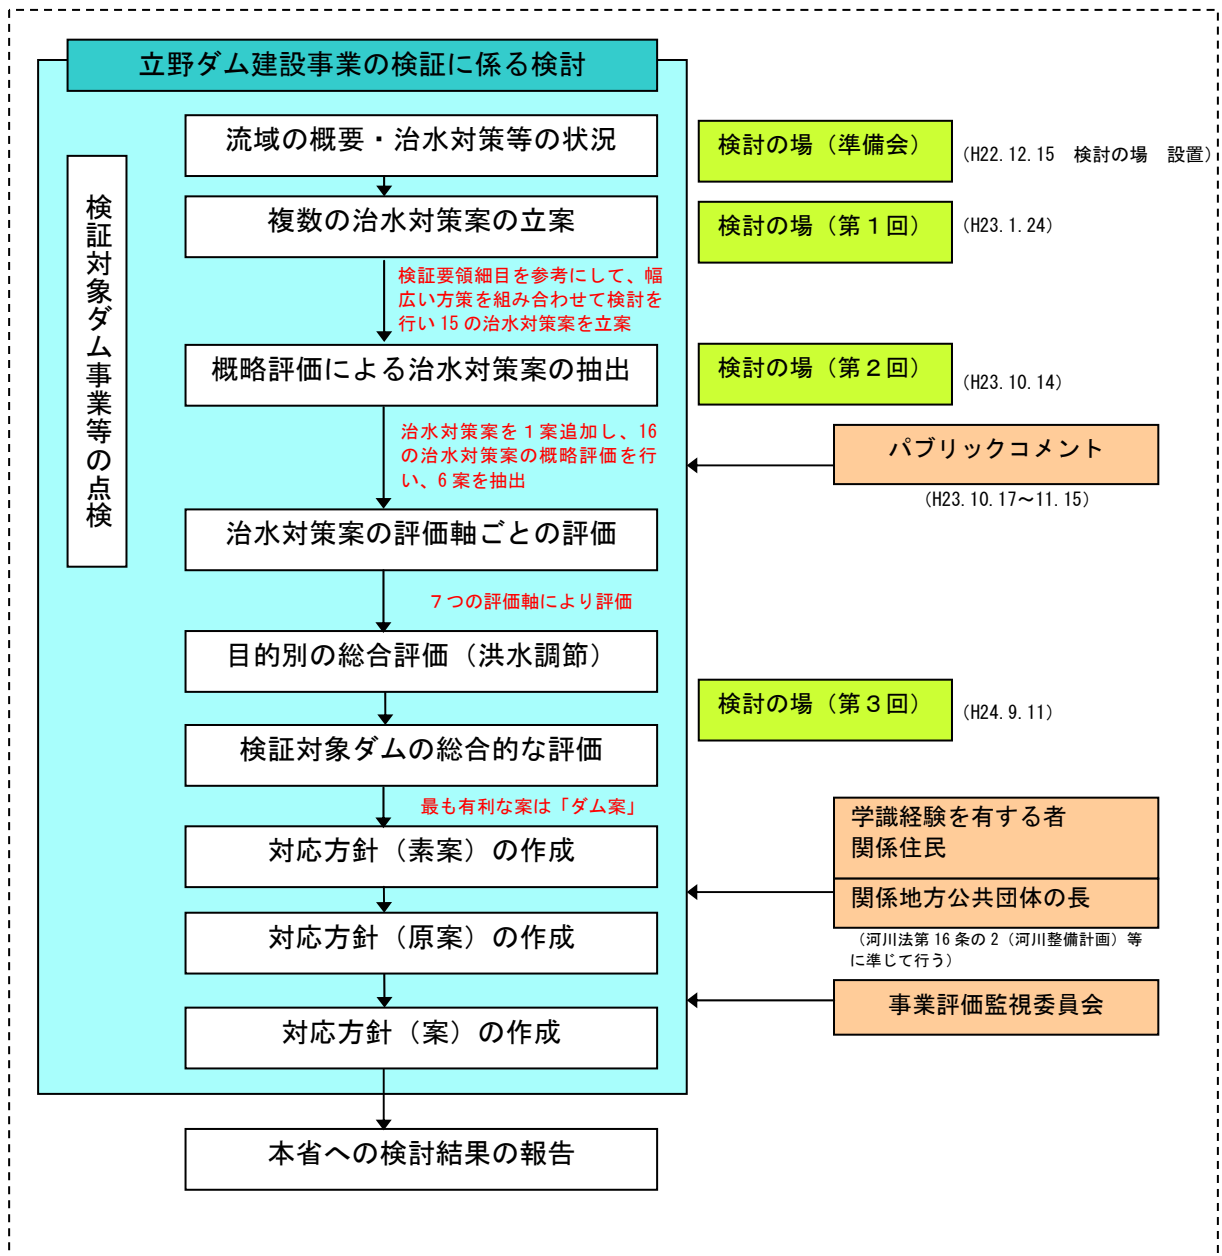 立野ダム建設事業の検証に係る検討
検証対象ダム事業等の点検
流域の概要・治水対策等の状況
検討の場（準備会）
(H22.12.15　検討の場　設置)
複数の治水対策案の立案
検討の場（第１回）
(H23.1.24)
検証要領細目を参考にして、幅
広い方策を組み合わせて検討を
行い 15 の治水対策案を立案
概略評価による治水対策案の抽出
検討の場（第２回）
(H23.10.14)
治水対策案を１案追加し、16
の治水対策案の概略評価を行
い、6 案を抽出
パブリックコメント
(H23.10.17～11.15)
治水対策案の評価軸ごとの評価
７つの評価軸により評価
目的別の総合評価（洪水調節）
検討の場（第３回）
(H24.9.11)
検証対象ダムの総合的な評価
最も有利な案は「ダム案」
対応方針（素案）の作成
学識経験を有する者
関係住民
関係地方公共団体の長
（河川法第 16 条の 2（河川整備計画）等
に準じて行う）
対応方針（原案）の作成
事業評価監視委員会
対応方針（案）の作成
本省への検討結果の報告